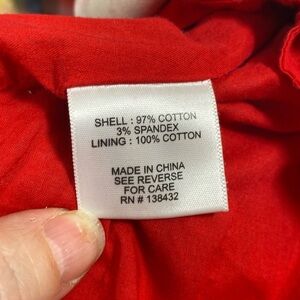 SHELL : 97% COTTON
3% SPANDEX
LINING : 100% COTTON
MADE IN CHINA
SEE REVERSE
FOR CARE
RN # 138432